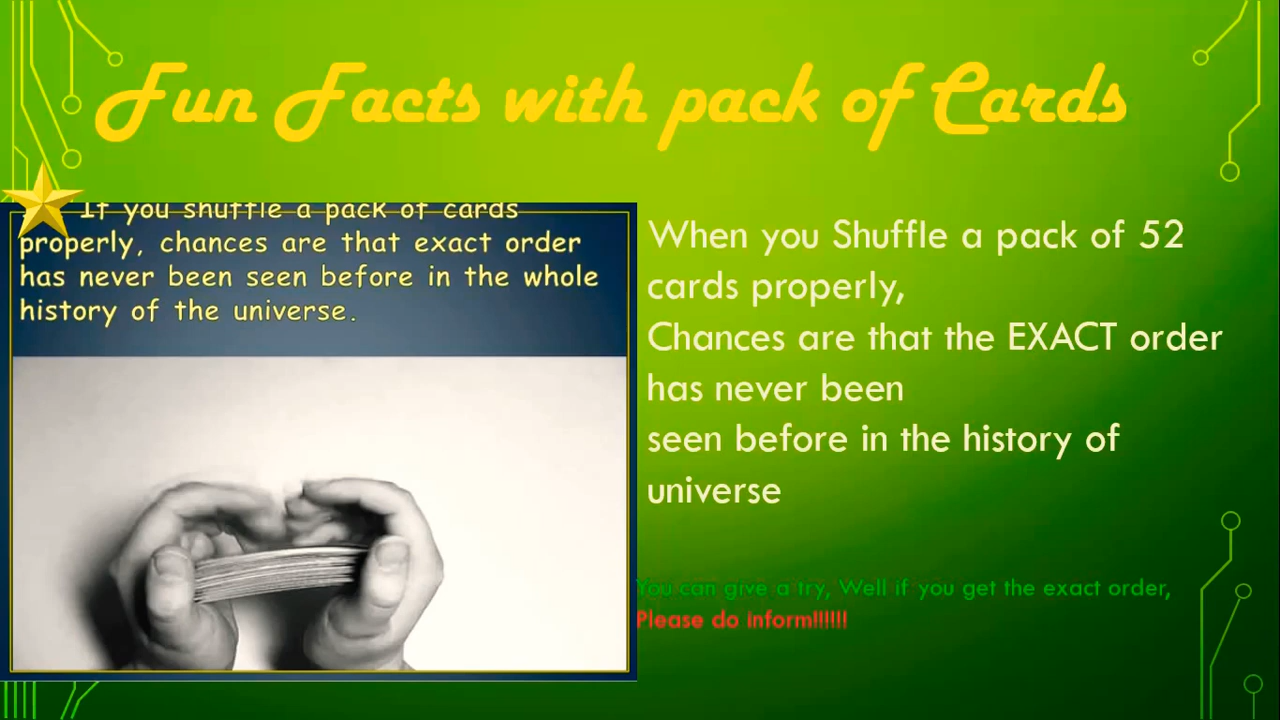 Fun Facts with pack of Cards
If you shuffle a pack of cards
properly, chances are that exact order
has never been seen before in the whole
history of the universe.
When you Shuffle a pack of 52
cards properly,
Chances are that the EXACT order
has never been
seen before in the history of
universe
You can give a try, Well if you get the exact order,
Please do inform!!!!!!